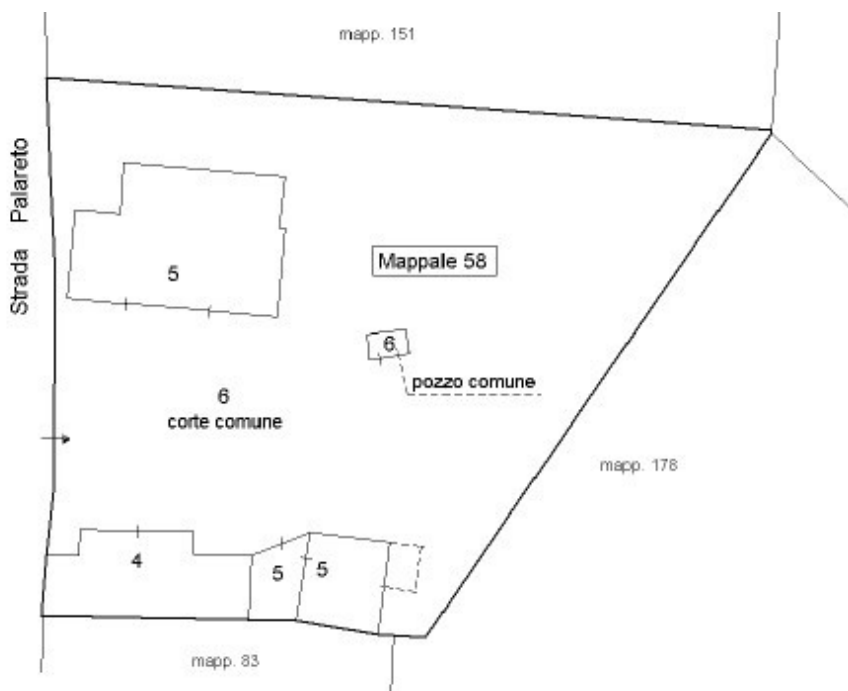 mapp. 151
Strada Palareto
5
Mappale 58
6
pozzo comune
6
corte comune
mapp. 178
4
5
5
mapp. 83